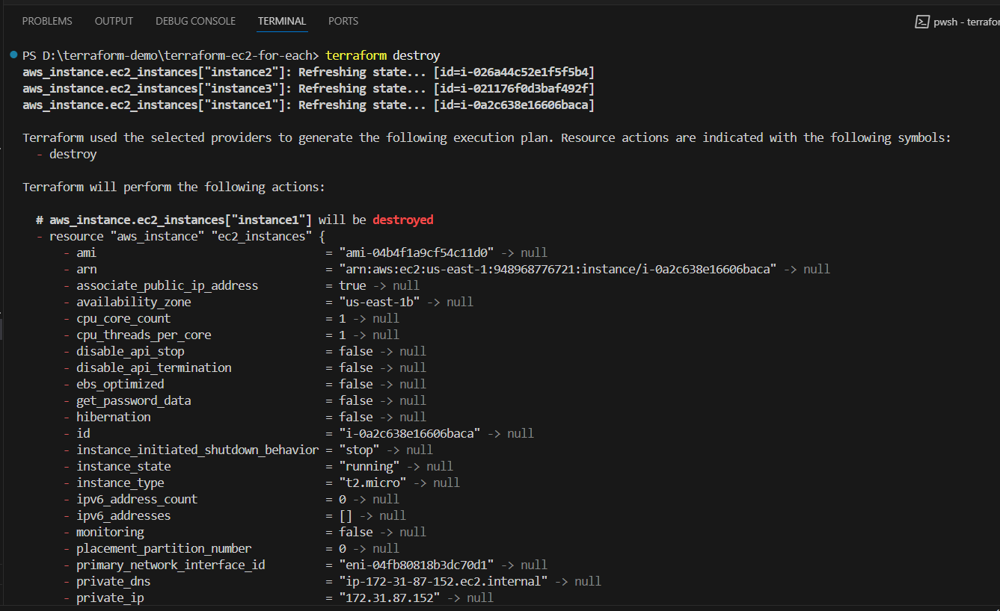 PROBLEMS OUTPUT DEBUG CONSOLE TERMINAL PORTS pwsh - terrafor
PS D:\terraform-demo\terraform-ec2-for-each> terraform destroy
aws_instance.ec2_instances["instance2"]: Refreshing state... [id=i-026a44c52e1f5f5b4]
aws_instance.ec2_instances["instance3"]: Refreshing state... [id=i-021176f0d3baf492f]
aws_instance.ec2_instances["instance1"]: Refreshing state... [id=i-0a2c638e16606baca]
Terraform used the selected providers to generate the following execution plan. Resource actions are indicated with the following symbols:
- destroy
Terraform will perform the following actions:
# aws_instance.ec2_instances["instance1"] will be destroyed
- resource "aws_instance" "ec2_instances" {
- ami = "ami-04b4f1a9cf54c11d0" -> null
- arn = "arn:aws:ec2:us-east-1:948968776721:instance/i-0a2c638e16606baca" -> null
- associate_public_ip_address = true -> null
- availability_zone = "us-east-1b" -> null
- cpu_core_count = 1 -> null
- cpu_threads_per_core = 1 -> null
- disable_api_stop = false -> null
- disable_api_termination = false -> null
- ebs_optimized = false -> null
- get_password_data = false -> null
- hibernation = false -> null
- id = "i-0a2c638e16606baca" -> null
- instance_initiated_shutdown_behavior = "stop" -> null
- instance_state = "running" -> null
- instance_type = "t2.micro" -> null
- ipv6_address_count = 0 -> null
- ipv6_addresses = [] -> null
- monitoring = false -> null
- placement_partition_number = 0 -> null
- primary_network_interface_id = "eni-04fb80818b3dc70d1" -> null
- private_dns = "ip-172-31-87-152.ec2.internal" -> null
- private_ip = "172.31.87.152" -> null